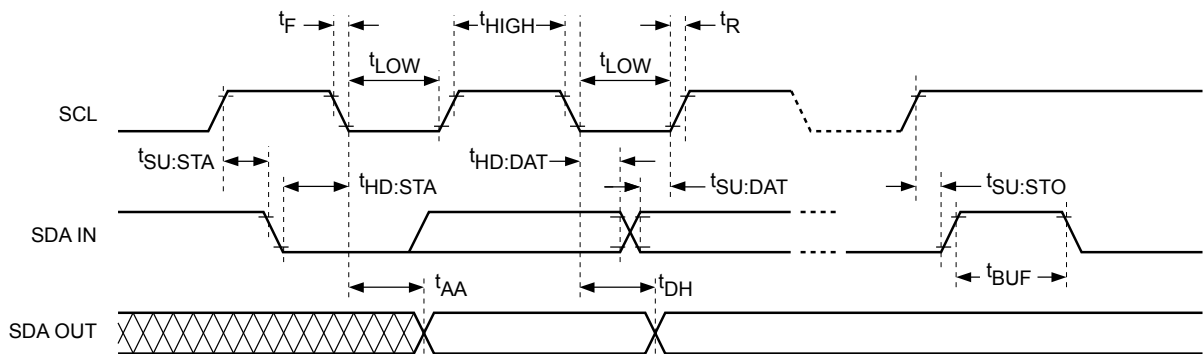 tF
tHIGH
tR
tLOW
tLOW
SCL
tSU:STA
tHD:STA
tHD:DAT
tSU:DAT
tSU:STO
SDA IN
tBUF
tAA
tDH
SDA OUT